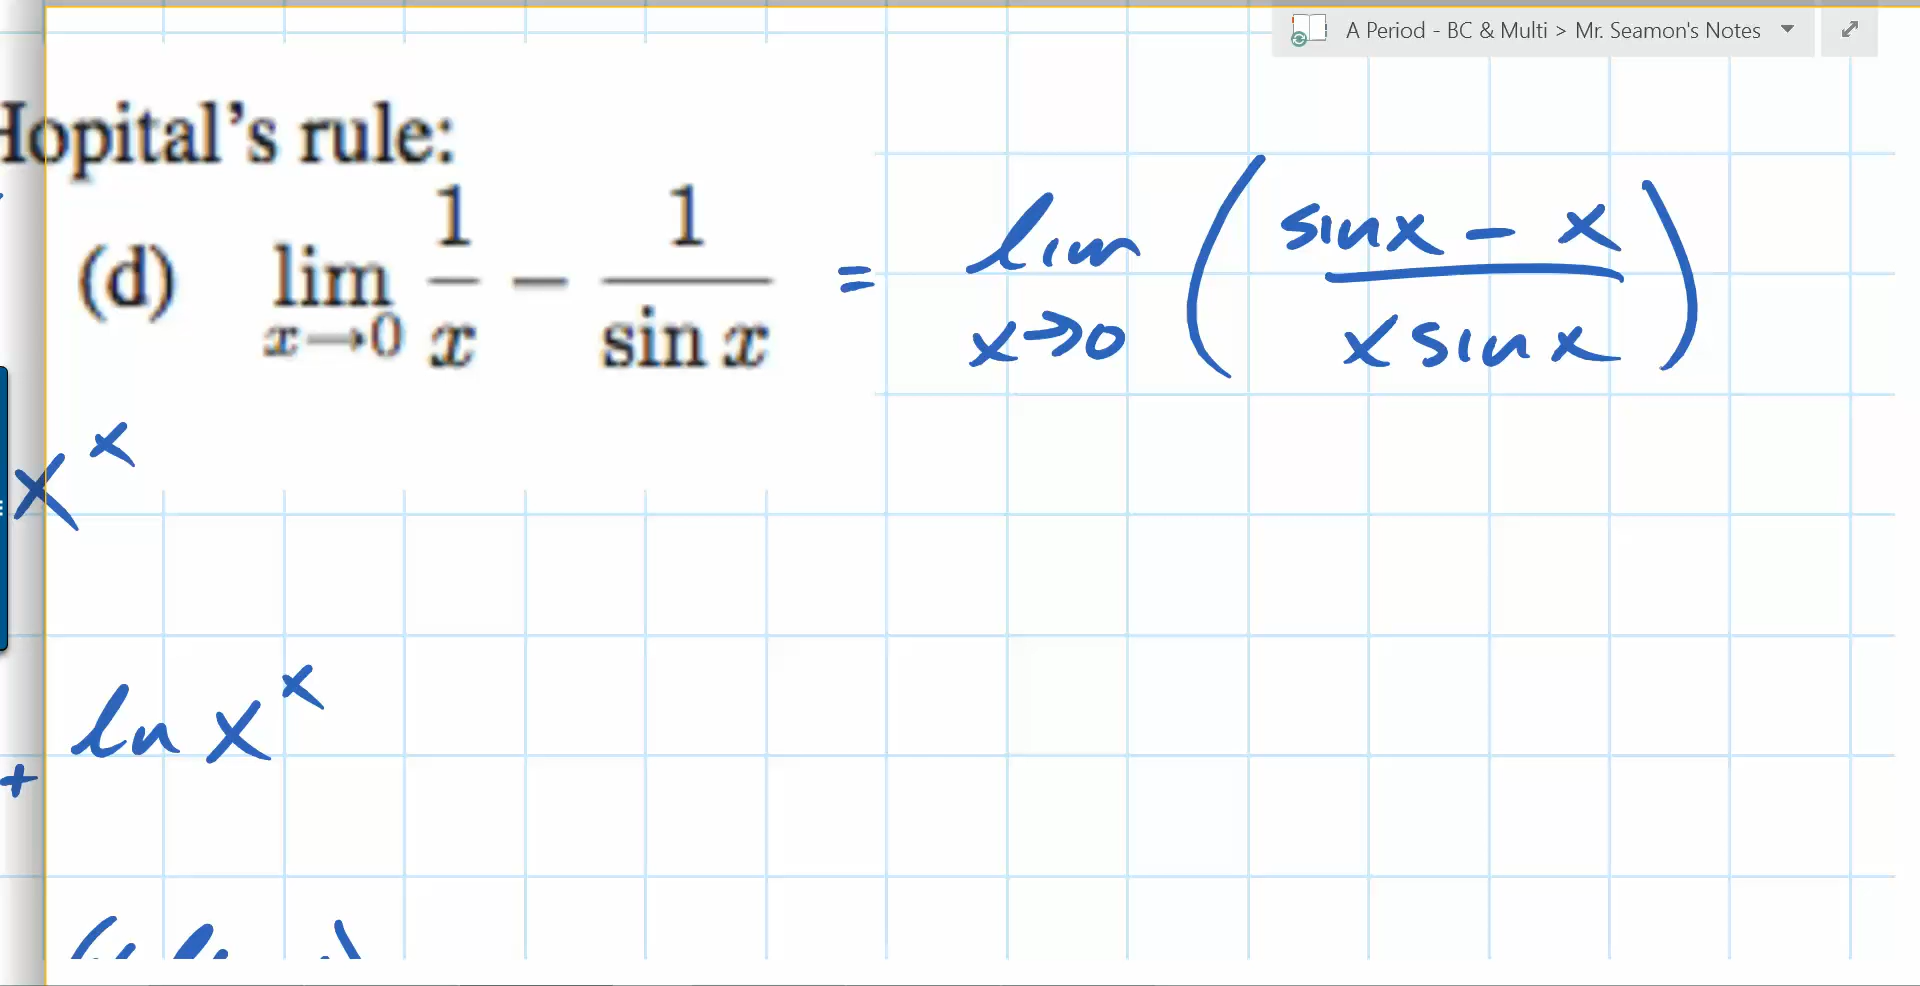 A Period - BC & Multi > Mr. Seamon's Notes
Hopital's rule:
(d) lim x→0 1/x − 1/sin x = lim x→0 ( sinx − x / x sin x )
x^x
ln x^x
+